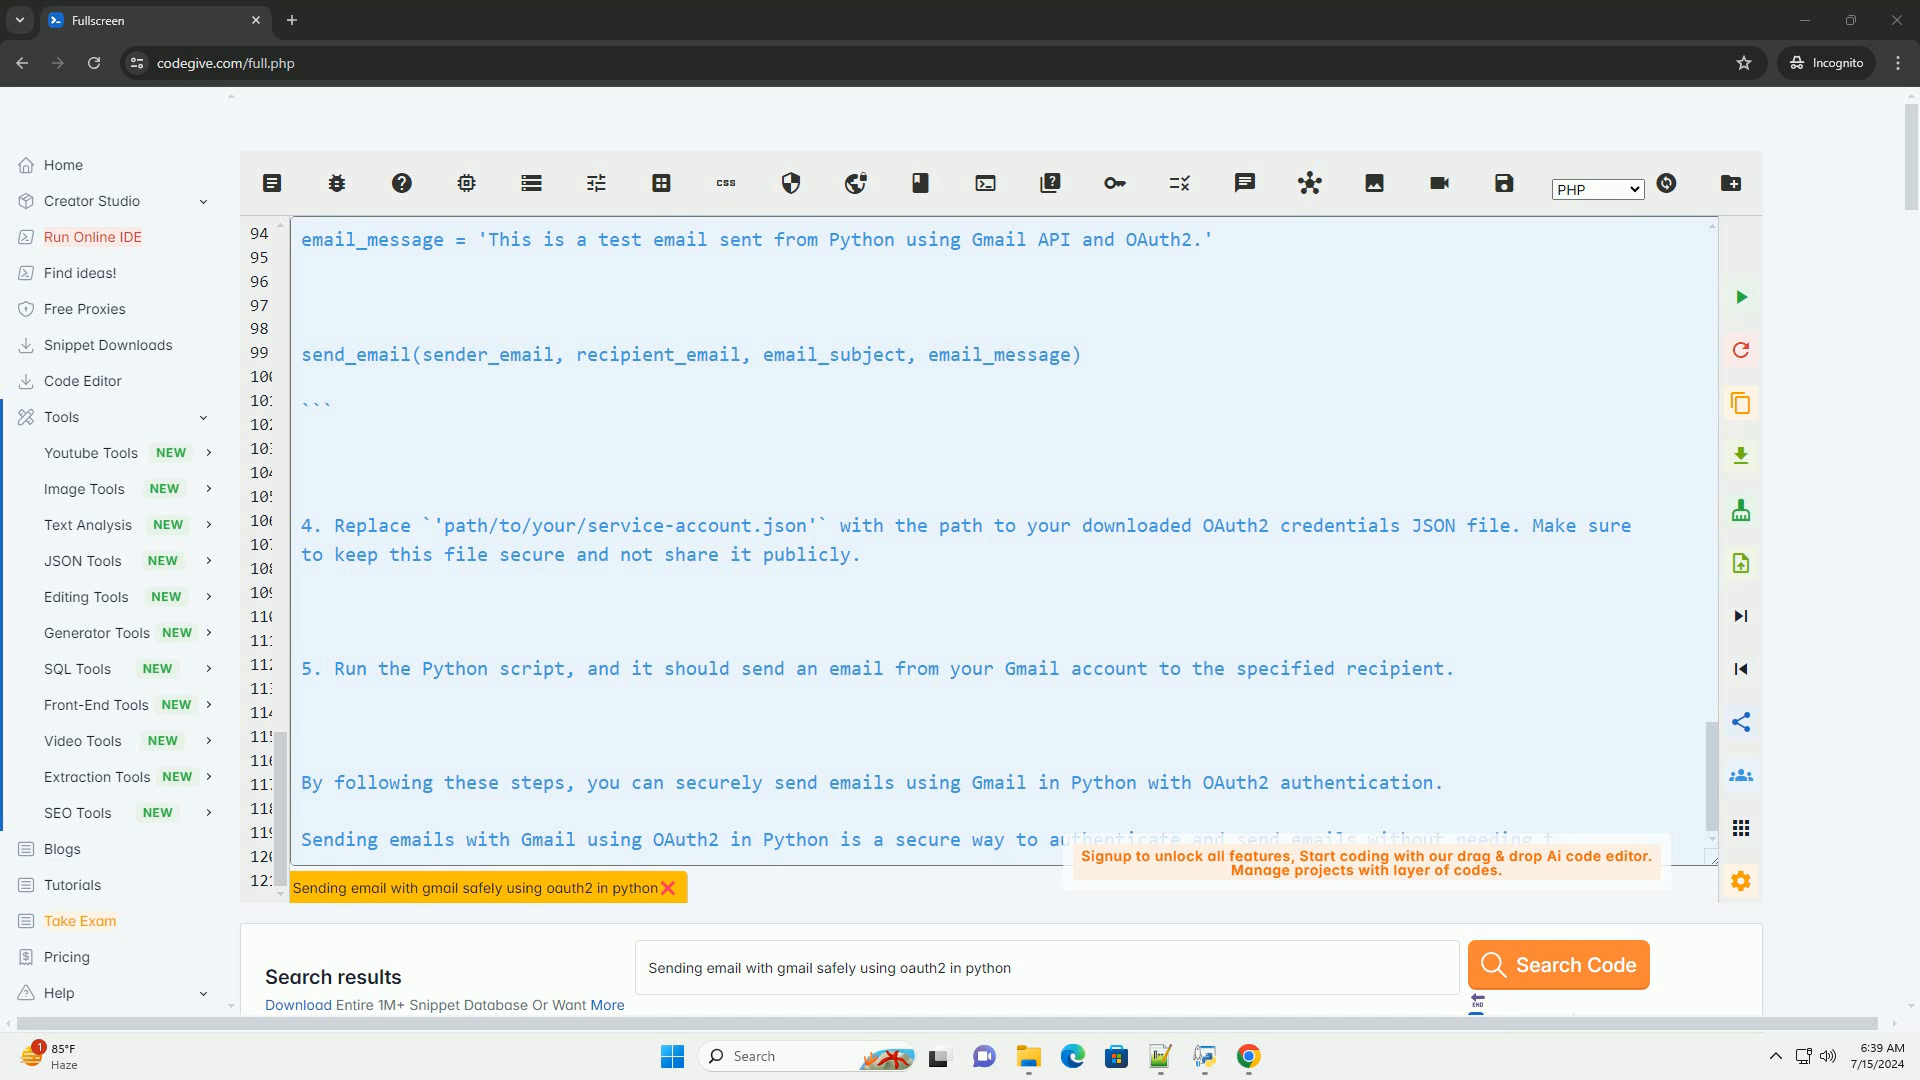 Fullscreen
codegive.com/full.php
Incognito
Home
Creator Studio
Run Online IDE
Find ideas!
Free Proxies
Snippet Downloads
Code Editor
Tools
Youtube Tools NEW
Image Tools NEW
Text Analysis NEW
JSON Tools NEW
Editing Tools NEW
Generator Tools NEW
SQL Tools NEW
Front-End Tools NEW
Video Tools NEW
Extraction Tools NEW
SEO Tools NEW
Blogs
Tutorials
Take Exam
Pricing
Help
css
PHP
94
95
96
97
98
99
email_message = 'This is a test email sent from Python using Gmail API and OAuth2.'
send_email(sender_email, recipient_email, email_subject, email_message)
```
4. Replace `'path/to/your/service-account.json'` with the path to your downloaded OAuth2 credentials JSON file. Make sure
to keep this file secure and not share it publicly.
5. Run the Python script, and it should send an email from your Gmail account to the specified recipient.
By following these steps, you can securely send emails using Gmail in Python with OAuth2 authentication.
Sending emails with Gmail using OAuth2 in Python is a secure way to authenticate and send emails without needing t
Signup to unlock all features, Start coding with our drag & drop Ai code editor.
Manage projects with layer of codes.
Sending email with gmail safely using oauth2 in python
Search results
Download Entire 1M+ Snippet Database Or Want More
Sending email with gmail safely using oauth2 in python
Search Code
END
1
85°F
Haze
Search
6:39 AM
7/15/2024